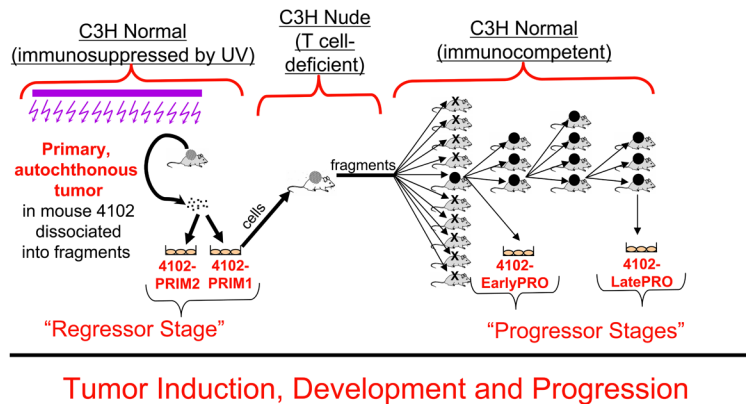 C3H Normal
(immunosuppressed by UV)
C3H Nude
(T cell-
deficient)
C3H Normal
(immunocompetent)
Primary,
autochthonous
tumor
in mouse 4102
dissociated
into fragments
4102-
PRIM2
4102-
PRIM1
cells
fragments
X
X
X
X
X
X
X
X
X
4102-
EarlyPRO
4102-
LatePRO
“Regressor Stage”
“Progressor Stages”
Tumor Induction, Development and Progression